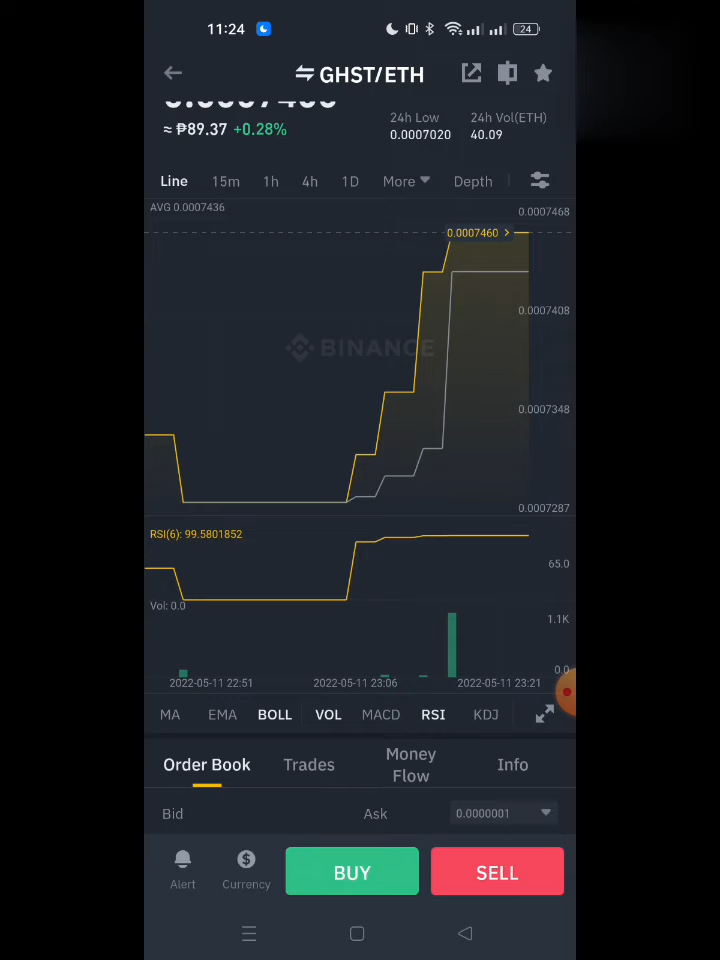 11:24
24
GHST/ETH
24h Low
24h Vol(ETH)
≈ ₱89.37 +0.28%
0.0007020
40.09
Line
15m
1h
4h
1D
More
Depth
AVG 0.0007436
0.0007468
0.0007460
0.0007408
BINANCE
0.0007348
0.0007287
RSI(6): 99.5801852
65.0
Vol: 0.0
1.1K
0.0
2022-05-11 22:51
2022-05-11 23:06
2022-05-11 23:21
MA
EMA
BOLL
VOL
MACD
RSI
KDJ
Order Book
Trades
Money
Flow
Info
Bid
Ask
0.0000001
Alert
Currency
BUY
SELL